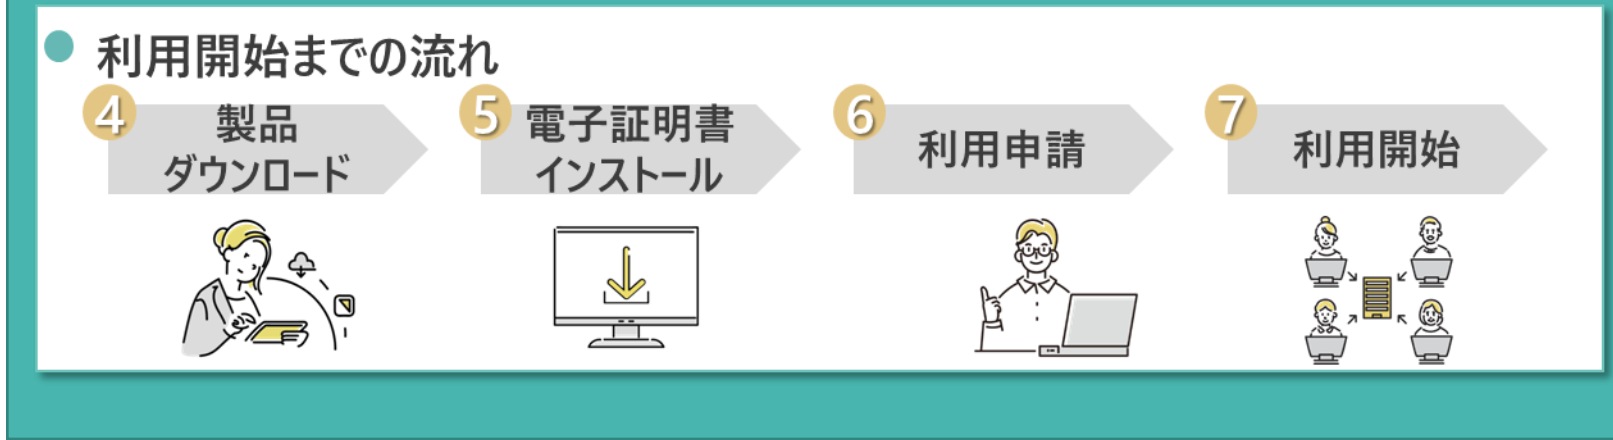 利用開始までの流れ
4
製品
ダウンロード
5
電子証明書
インストール
6
利用申請
7
利用開始